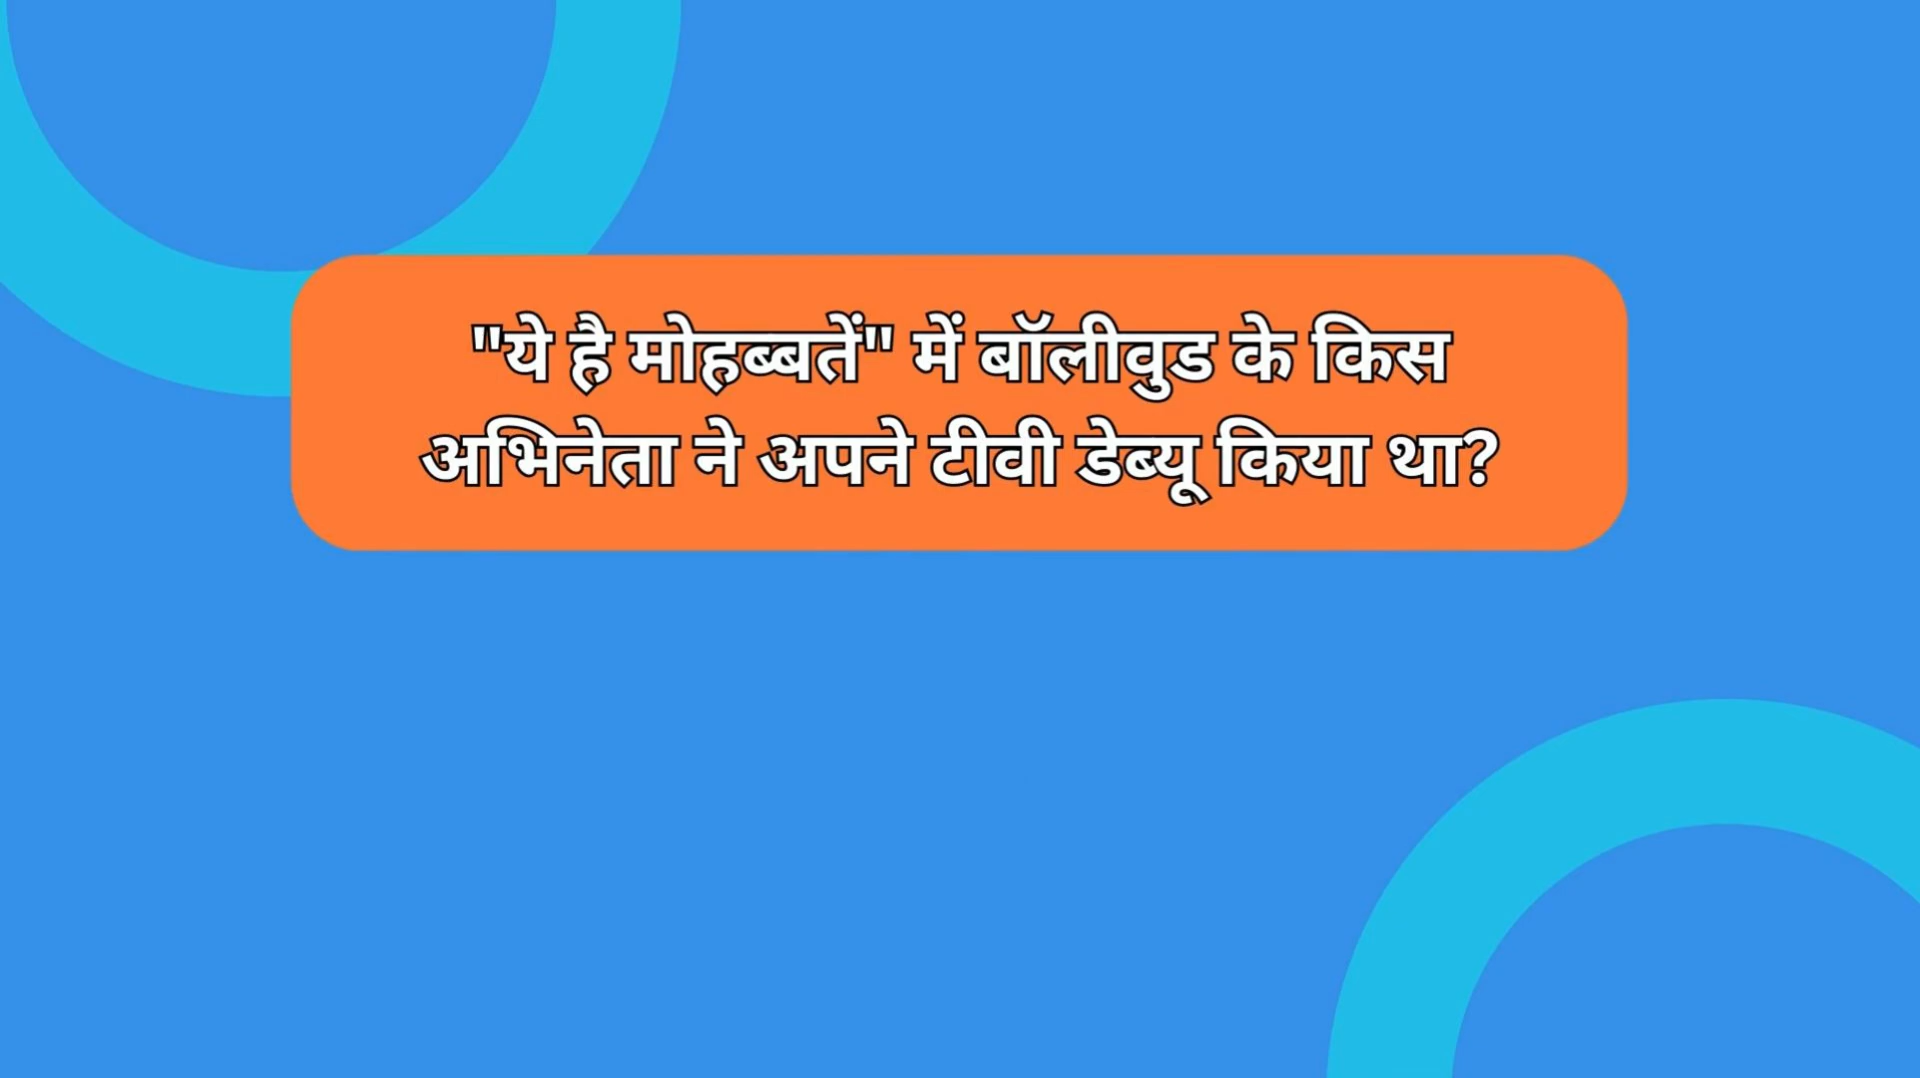 "ये है मोहब्बतें" में बॉलीवुड के किस
अभिनेता ने अपने टीवी डेब्यू किया था?